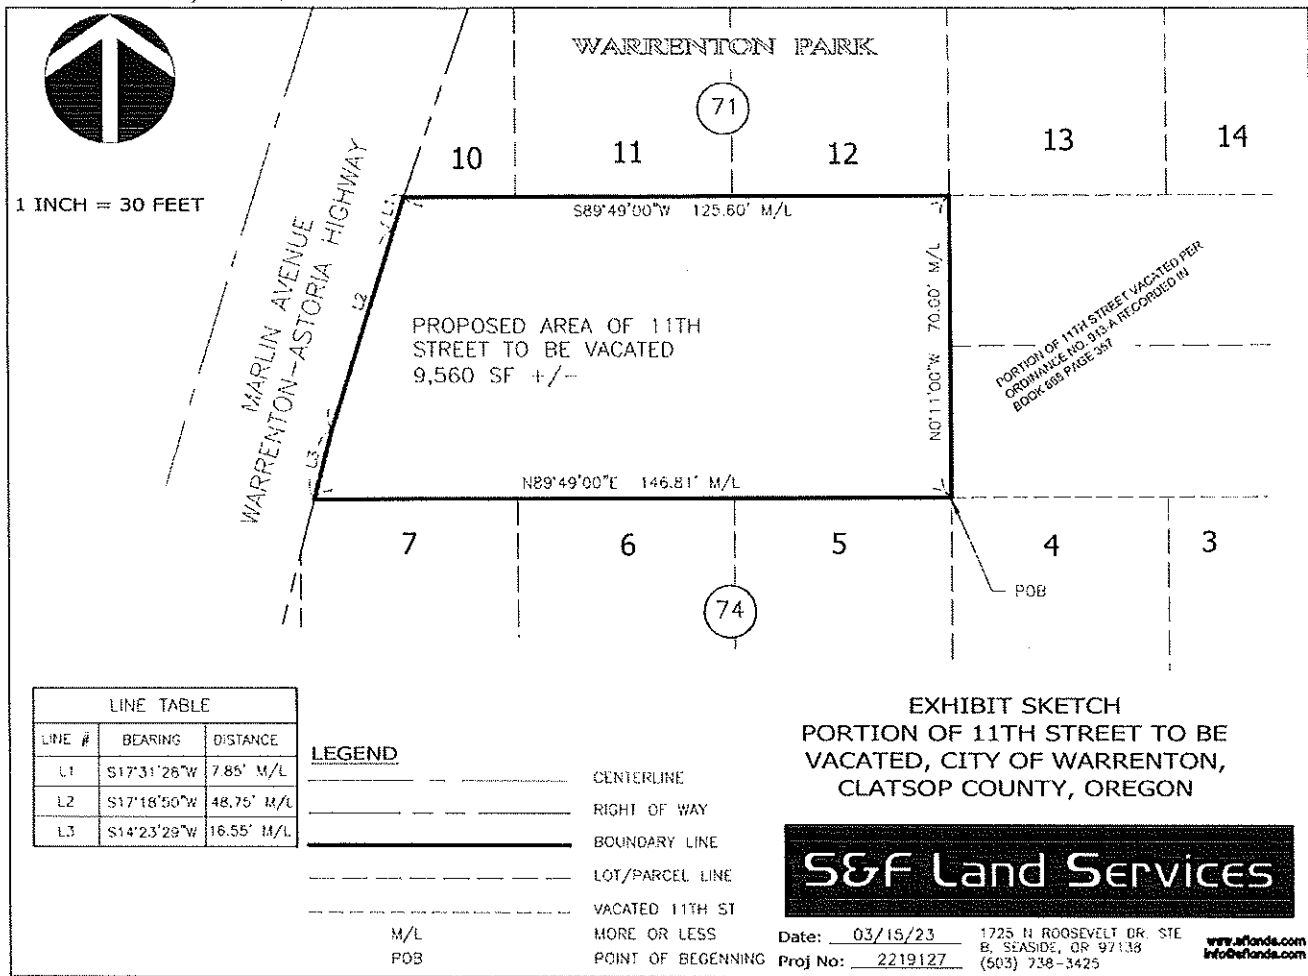 WARRENTON PARK
71
10
11
12
13
14
1 INCH = 30 FEET
MARLIN AVENUE
WARRENTON-ASTORIA HIGHWAY
L1
L2
L3
S89°49'00"W 125.60' M/L
N0°11'00"W 70.00' M/L
PROPOSED AREA OF 11TH
STREET TO BE VACATED
9,560 SF +/-
PORTION OF 11TH STREET VACATED PER
ORDINANCE NO. 913-A RECORDED IN
BOOK PAGE 357
N89°49'00"E 146.81' M/L
7
6
5
4
3
74
POB
LINE TABLE
LINE # BEARING DISTANCE
L1 S17°31'26"W 7.85' M/L
L2 S17°18'50"W 48.75' M/L
L3 S14°23'29"W 16.55' M/L
LEGEND
CENTERLINE
RIGHT OF WAY
BOUNDARY LINE
LOT/PARCEL LINE
VACATED 11TH ST
M/L MORE OR LESS
POB POINT OF BEGENNING
EXHIBIT SKETCH
PORTION OF 11TH STREET TO BE
VACATED, CITY OF WARRENTON,
CLATSOP COUNTY, OREGON
S&F Land Services
Date: 03/15/23
Proj No: 2219127
1725 N ROOSEVELT DR. STE
B, SEASIDE, OR 97138
(503) 738-3425
www.sflands.com
info@sflands.com